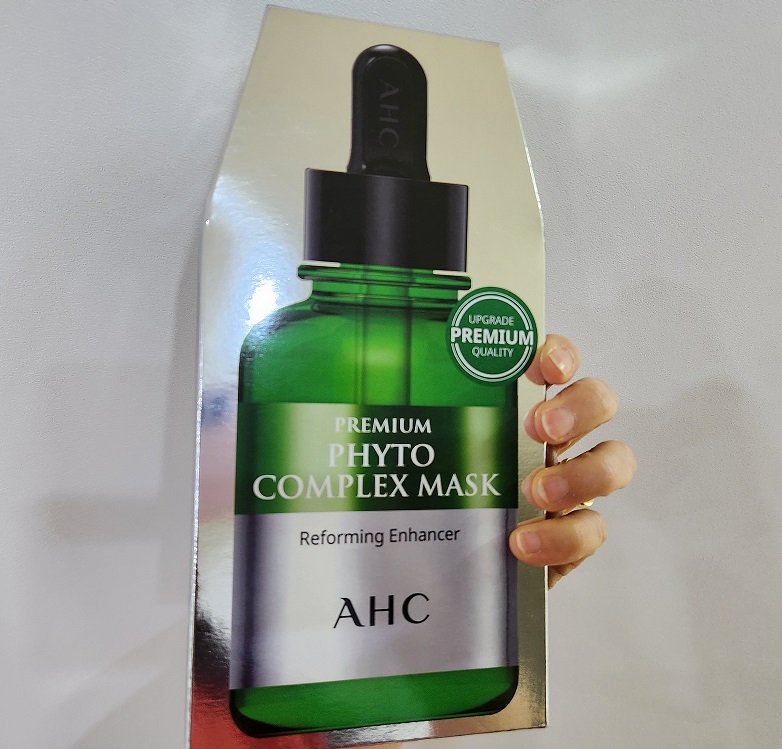 AHC
UPGRADE
PREMIUM
QUALITY
PREMIUM
PHYTO
COMPLEX MASK
Reforming Enhancer
AHC